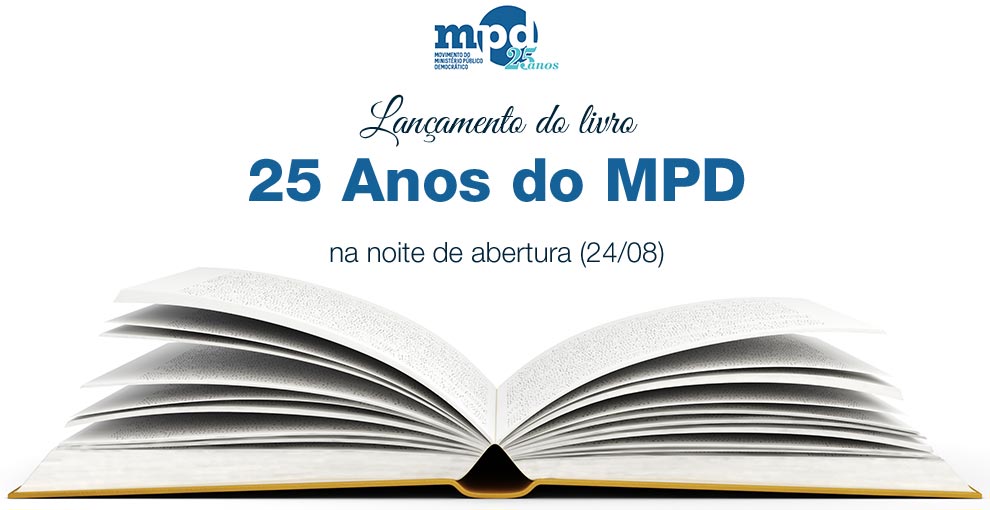 mpd
MOVIMENTO DO
MINISTÉRIO PÚBLICO
DEMOCRÁTICO
25 anos
Lançamento do livro
25 Anos do MPD
na noite de abertura (24/08)